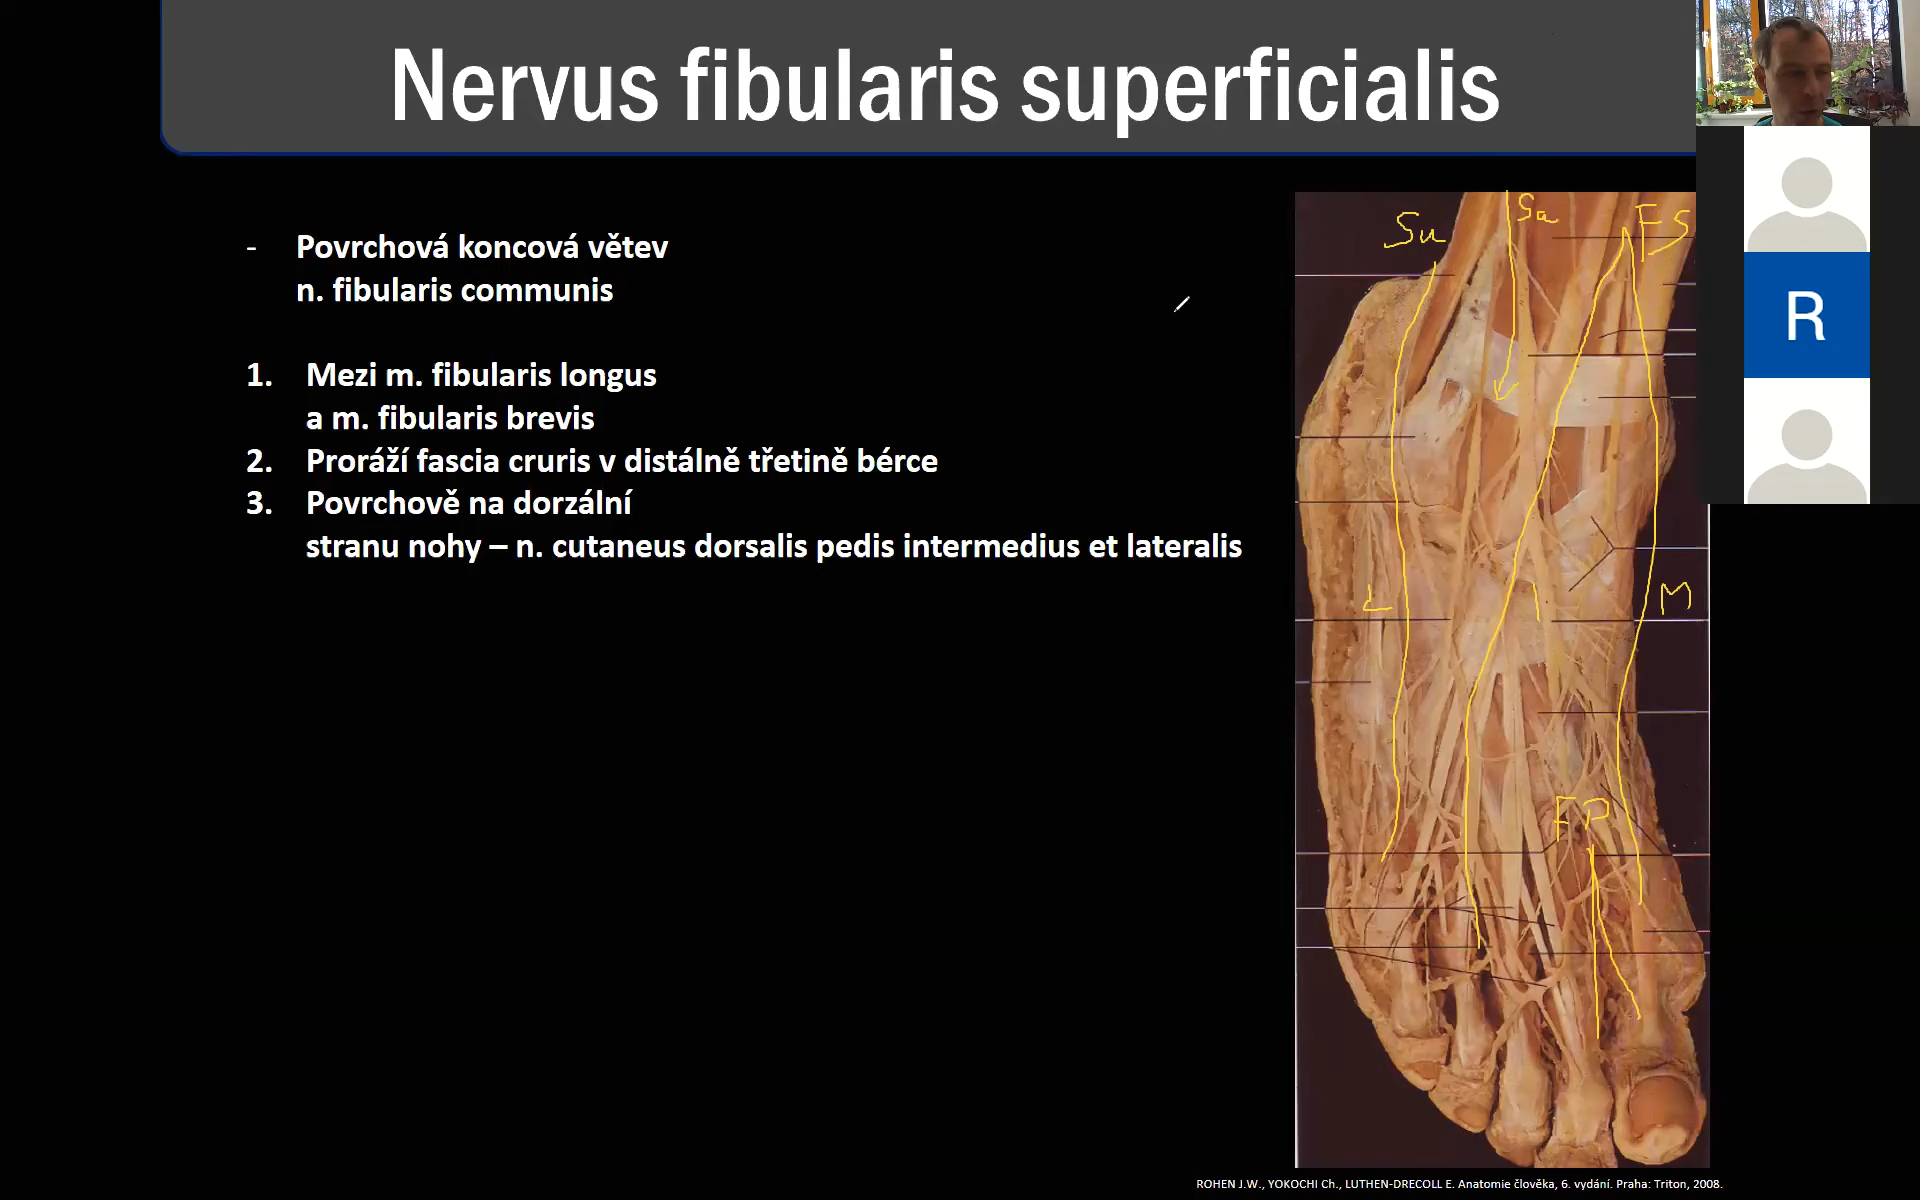 Nervus fibularis superficialis
- Povrchová koncová větev
n. fibularis communis
1. Mezi m. fibularis longus
a m. fibularis brevis
2. Proráží fascia cruris v distálně třetině bérce
3. Povrchově na dorzální
stranu nohy – n. cutaneus dorsalis pedis intermedius et lateralis
Su
Sa
FS
L
M
FP
R
ROHEN J.W., YOKOCHI Ch., LUTHEN-DRECOLL E. Anatomie člověka, 6. vydání. Praha: Triton, 2008.